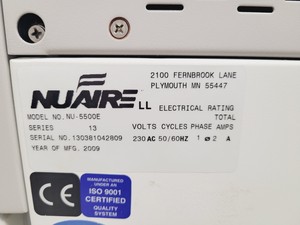 2100 FERNBROOK LANE
PLYMOUTH MN 55447
NUAIRE LL ELECTRICAL RATING
TOTAL
MODEL NO. NU-5500E
VOLTS CYCLES PHASE AMPS
SERIES 13
230 AC 50/60HZ 1 ø 2 A
SERIAL NO. 130381042809
YEAR OF MFG. 2009
CE
MANUFACTURED
UNDER AN
ISO 9001
CERTIFIED
QUALITY
SYSTEM